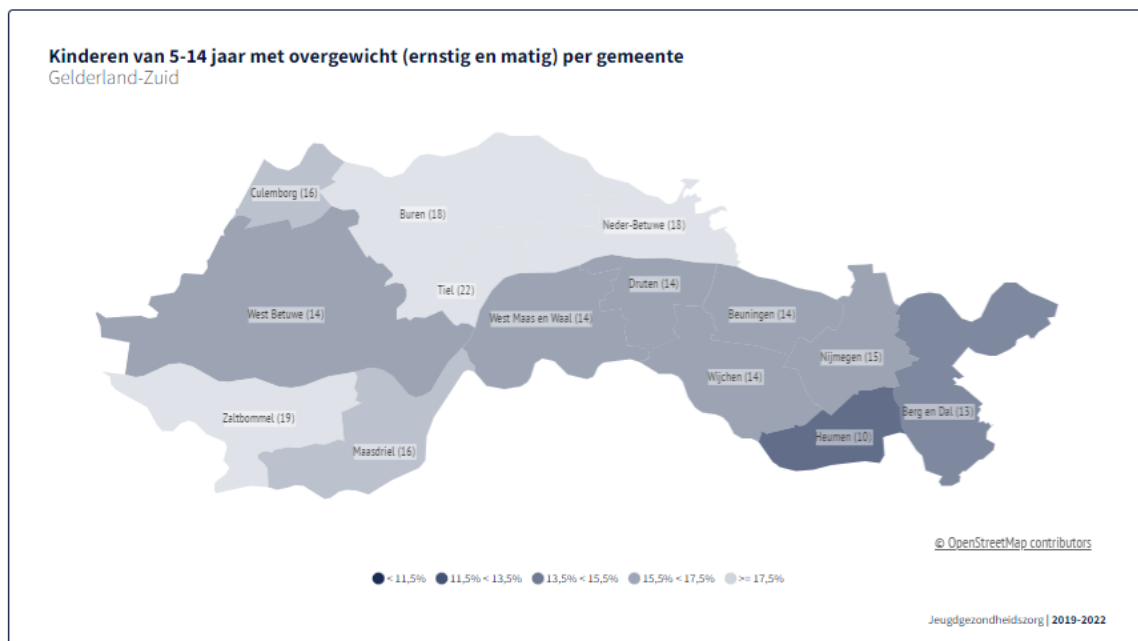 Kinderen van 5-14 jaar met overgewicht (ernstig en matig) per gemeente
Gelderland-Zuid
Culemborg (16)
Buren (18)
Neder-Betuwe (18)
Tiel (22)
Druten (14)
West Betuwe (14)
West Maas en Waal (14)
Beuningen (14)
Nijmegen (15)
Wijchen (14)
Zaltbommel (19)
Berg en Dal (13)
Heumen (10)
Maasdriel (16)
© OpenStreetMap contributors
< 11,5% 11,5% < 13,5% 13,5% < 15,5% 15,5% < 17,5% >= 17,5%
Jeugdgezondheidszorg | 2019-2022